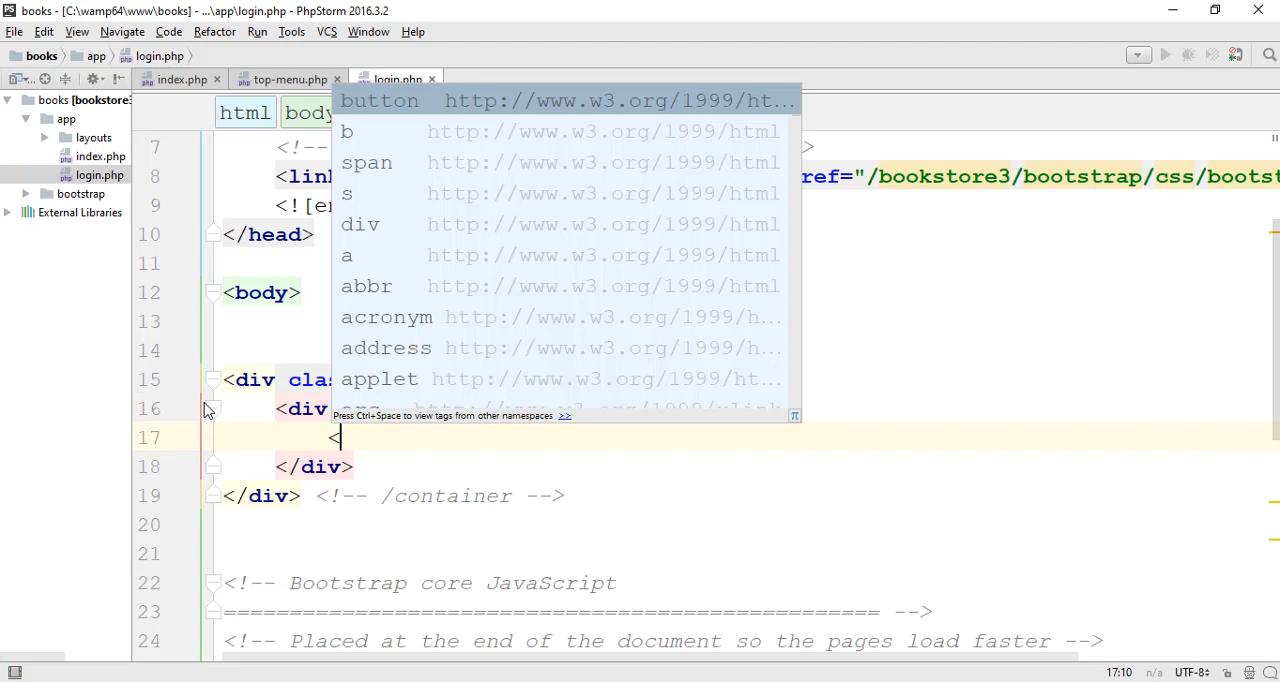 books - [C:\wamp64\www\books] - ...\app\login.php - PhpStorm 2016.3.2
File Edit View Navigate Code Refactor Run Tools VCS Window Help
books app login.php
index.php top-menu.php login.php
books [bookstore3
app
layouts
index.php
login.php
bootstrap
External Libraries
html body
button http://www.w3.org/1999/ht...
b http://www.w3.org/1999/html
span http://www.w3.org/1999/html
s http://www.w3.org/1999/html
div http://www.w3.org/1999/html
a http://www.w3.org/1999/html
abbr http://www.w3.org/1999/html
acronym http://www.w3.org/1999/h...
address http://www.w3.org/1999/h...
applet http://www.w3.org/1999/ht...
Press Ctrl+Space to view tags from other namespaces >> π
7 <!-- >
8 <lin ref="/bookstore3/bootstrap/css/boots
9 <![e
10 </head>
11
12 <body>
13
14
15 <div clas
16 <div
17 <
18 </div>
19 </div> <!-- /container -->
20
21
22 <!-- Bootstrap core JavaScript
23 ================================================== -->
24 <!-- Placed at the end of the document so the pages load faster -->
17:10 n/a UTF-8